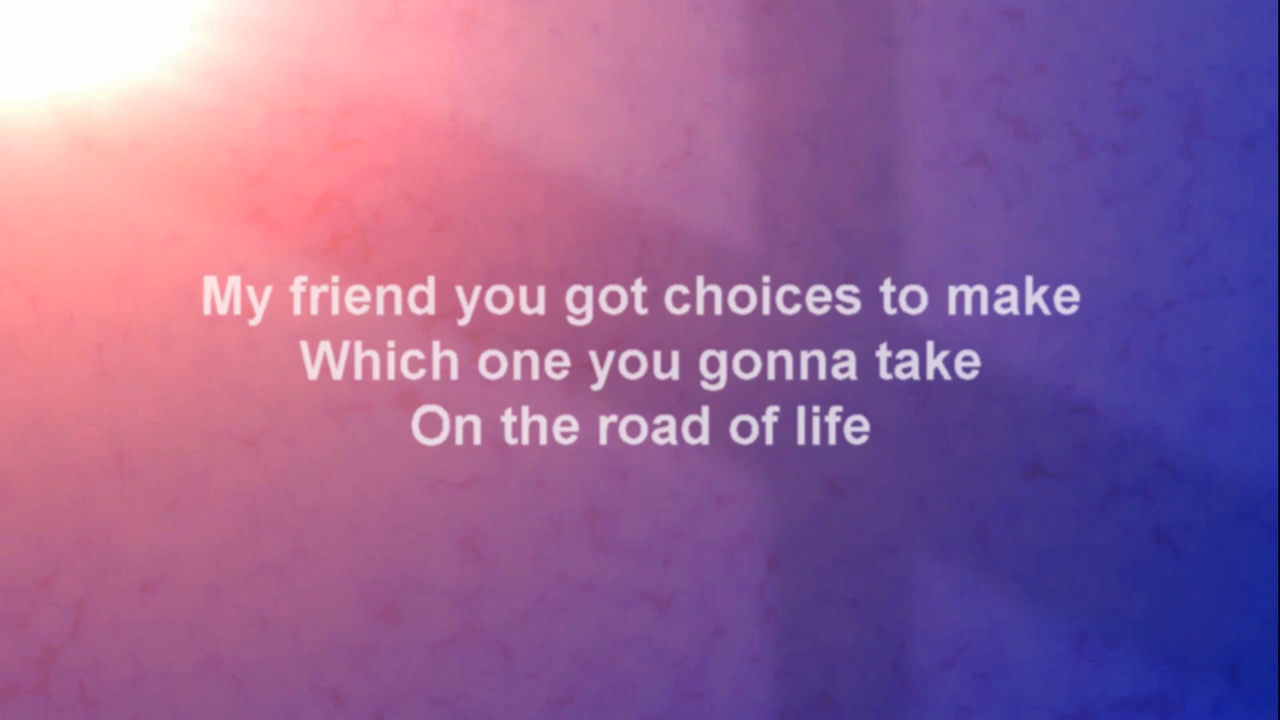 My friend you got choices to make
Which one you gonna take
On the road of life